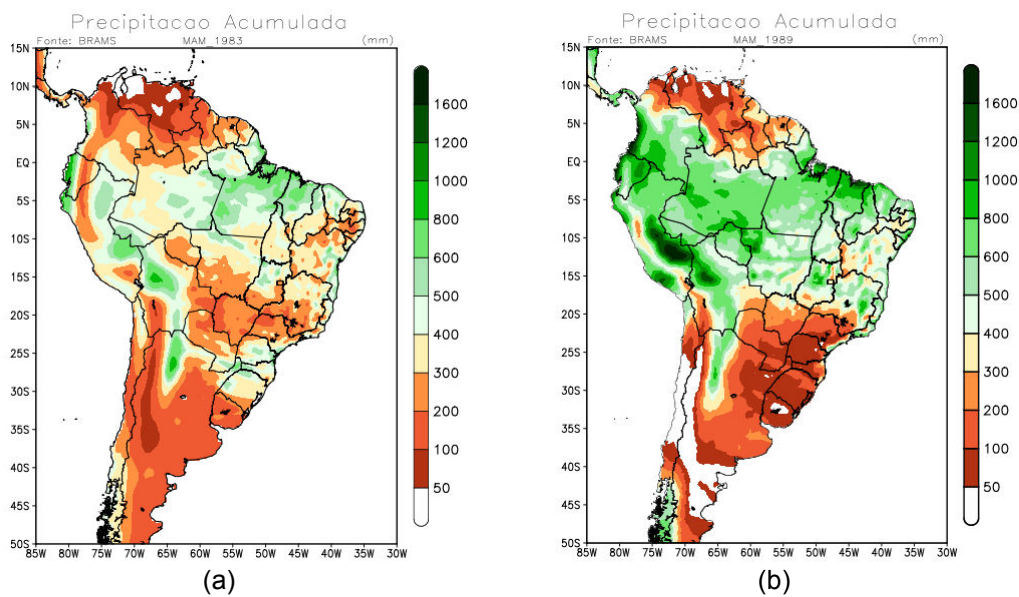 Precipitacao Acumulada
Fonte: BRAMS MAM_1983 (mm)
15N
10N
5N
EQ
5S
10S
15S
20S
25S
30S
35S
40S
45S
50S
85W 80W 75W 70W 65W 60W 55W 50W 45W 40W 35W 30W
1600
1200
1000
800
600
500
400
300
200
100
50
(a)
Precipitacao Acumulada
Fonte: BRAMS MAM_1989 (mm)
15N
10N
5N
EQ
5S
10S
15S
20S
25S
30S
35S
40S
45S
50S
85W 80W 75W 70W 65W 60W 55W 50W 45W 40W 35W 30W
1600
1200
1000
800
600
500
400
300
200
100
50
(b)